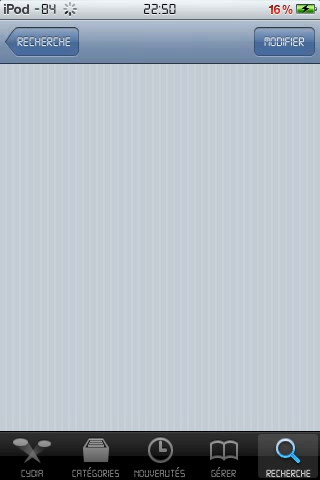 iPod -84 22:50 16%
RECHERCHE MODIFIER
CYDIA CATÉGORIES NOUVEAUTÉS GÉRER RECHERCHE